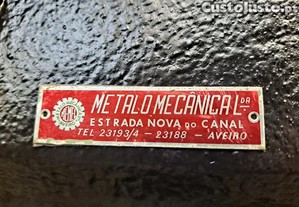 CustoJusto.pt
METALO MECÂNICA LDA
ESTRADA NOVA DO CANAL
TEL 23193/4 - 23188 - AVEIRO